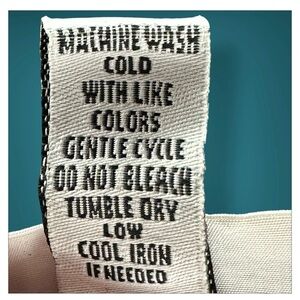 MACHINE WASH
COLD
WITH LIKE
COLORS
GENTLE CYCLE
DO NOT BLEACH
TUMBLE DRY
LOW
COOL IRON
IF NEEDED